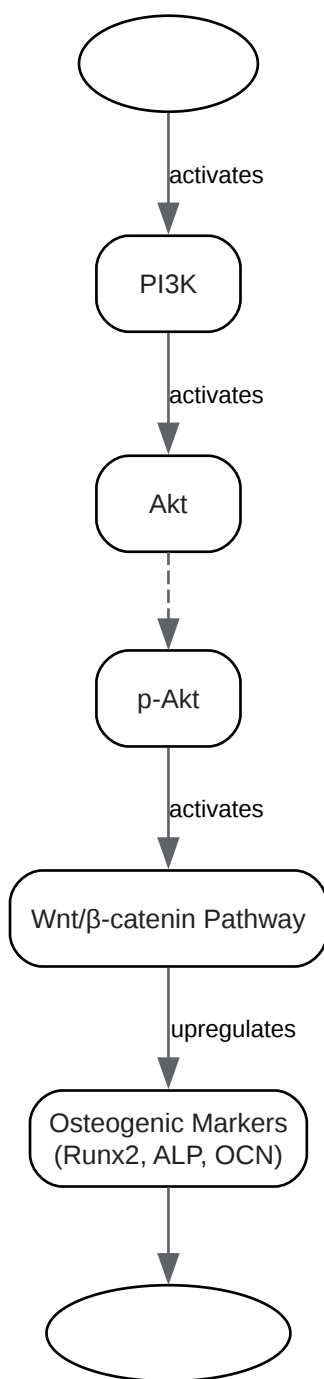 activates
PI3K
activates
Akt
p-Akt
activates
Wnt/β-catenin Pathway
upregulates
Osteogenic Markers
(Runx2, ALP, OCN)